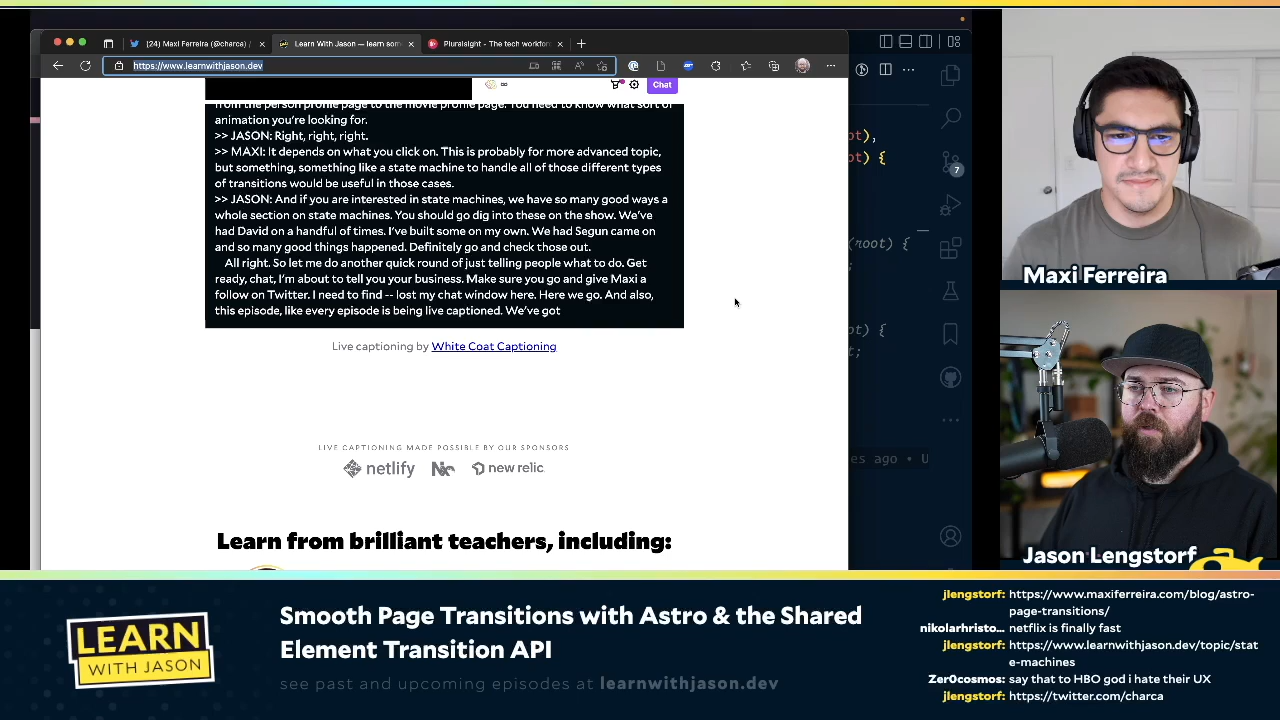 (24) Maxi Ferreira (@charca) /
Learn With Jason — learn som
Pluralsight - The tech workfor
https://www.learnwithjason.dev
Chat
from the person profile page to the movie profile page. You need to know what sort of
animation you're looking for.
>> JASON: Right, right, right.
>> MAXI: It depends on what you click on. This is probably for more advanced topic,
but something, something like a state machine to handle all of those different types
of transitions would be useful in those cases.
>> JASON: And if you are interested in state machines, we have so many good ways a
whole section on state machines. You should go dig into these on the show. We've
had David on a handful of times. I've built some on my own. We had Segun came on
and so many good things happened. Definitely go and check those out.
All right. So let me do another quick round of just telling people what to do. Get
ready, chat, I'm about to tell you your business. Make sure you go and give Maxi a
follow on Twitter. I need to find -- lost my chat window here. Here we go. And also,
this episode, like every episode is being live captioned. We've got
Live captioning by White Coat Captioning
LIVE CAPTIONING MADE POSSIBLE BY OUR SPONSORS
netlify Nx new relic
Learn from brilliant teachers, including:
ot),
ot) {
(root) {
;
ot) {
t;
es ago • U
7
Maxi Ferreira
Jason Lengstorf
LEARN
WITH JASON
Smooth Page Transitions with Astro & the Shared
Element Transition API
see past and upcoming episodes at learnwithjason.dev
jlengstorf: https://www.maxiferreira.com/blog/astro-
page-transitions/
nikolarhristo... netflix is finally fast
jlengstorf: https://www.learnwithjason.dev/topic/stat
e-machines
Zer0cosmos: say that to HBO god i hate their UX
jlengstorf: https://twitter.com/charca